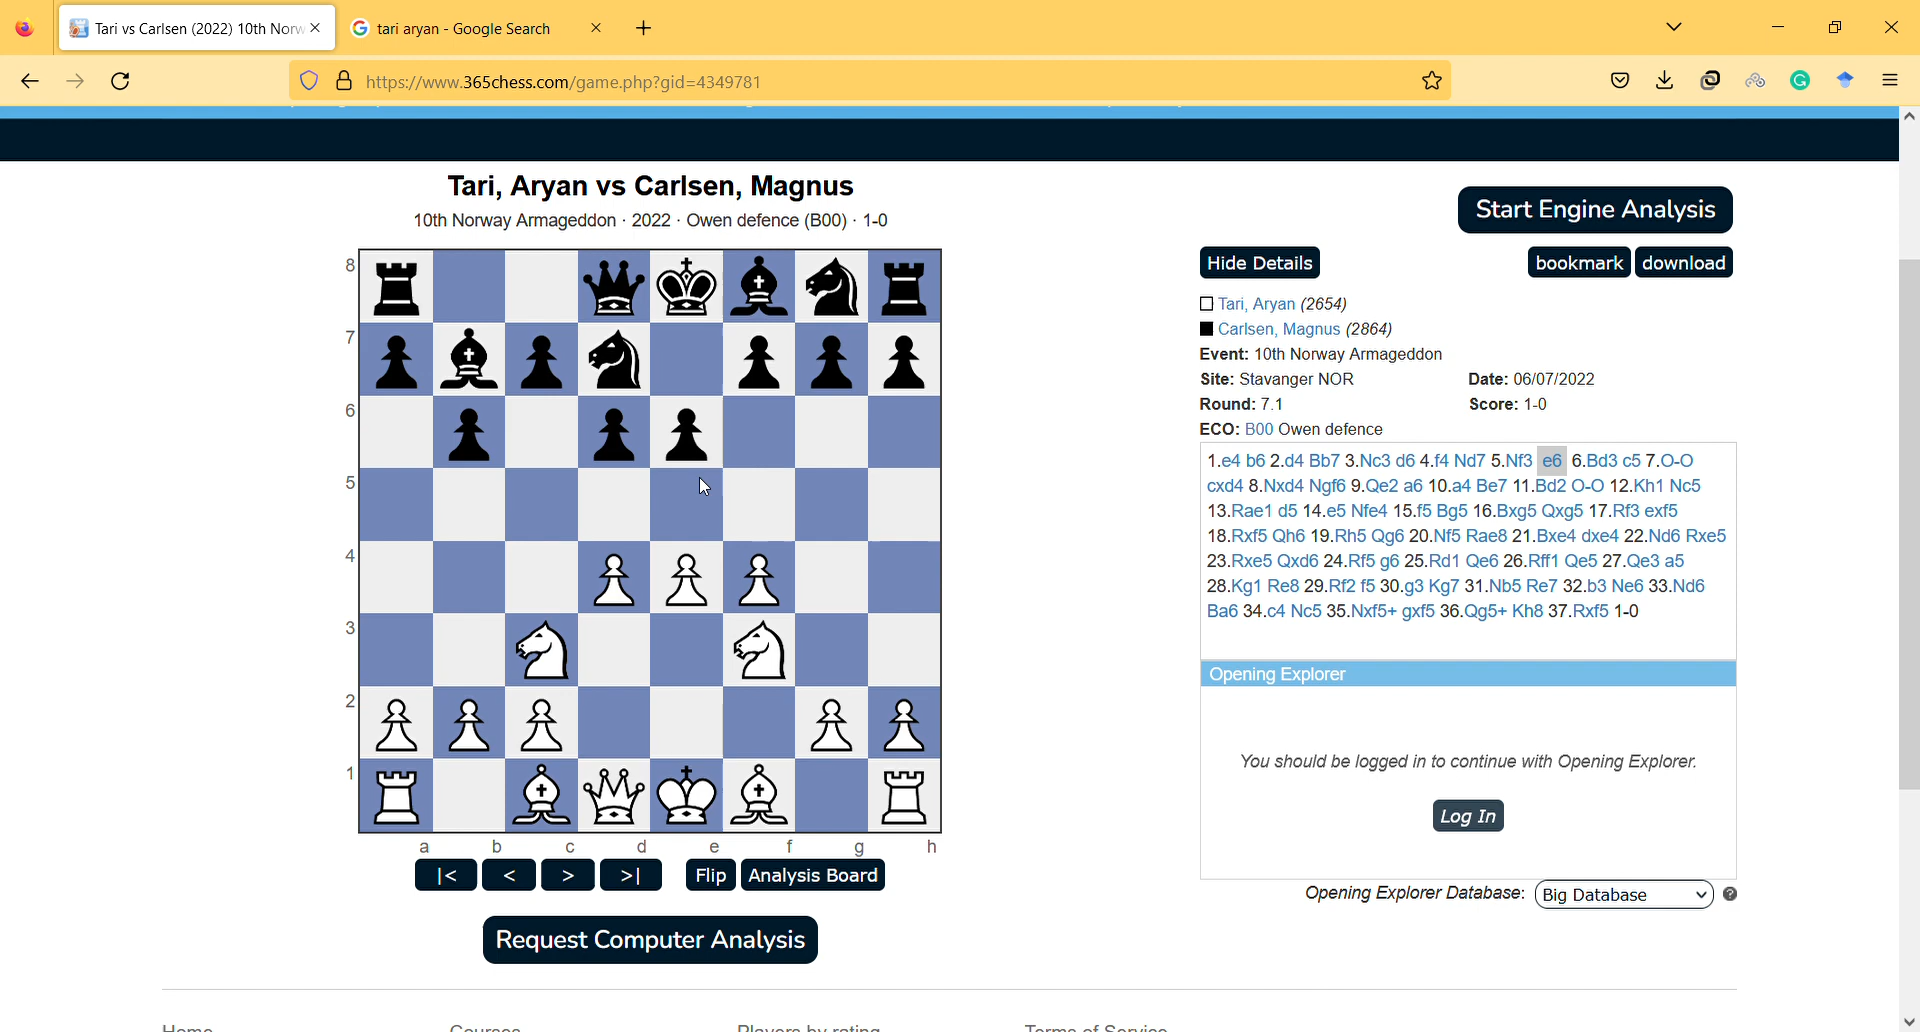 Tari vs Carlsen (2022) 10th Norw
tari aryan - Google Search
https://www.365chess.com/game.php?gid=4349781
Tari, Aryan vs Carlsen, Magnus
10th Norway Armageddon · 2022 · Owen defence (B00) · 1-0
Start Engine Analysis
Hide Details
bookmark
download
Tari, Aryan (2654)
Carlsen, Magnus (2864)
Event: 10th Norway Armageddon
Site: Stavanger NOR
Date: 06/07/2022
Round: 7.1
Score: 1-0
ECO: B00 Owen defence
1.e4 b6 2.d4 Bb7 3.Nc3 d6 4.f4 Nd7 5.Nf3 e6 6.Bd3 c5 7.O-O
cxd4 8.Nxd4 Ngf6 9.Qe2 a6 10.a4 Be7 11.Bd2 O-O 12.Kh1 Nc5
13.Rae1 d5 14.e5 Nfe4 15.f5 Bg5 16.Bxg5 Qxg5 17.Rf3 exf5
18.Rxf5 Qh6 19.Rh5 Qg6 20.Nf5 Rae8 21.Bxe4 dxe4 22.Nd6 Rxe5
23.Rxe5 Qxd6 24.Rf5 g6 25.Rd1 Qe6 26.Rff1 Qe5 27.Qe3 a5
28.Kg1 Re8 29.Rf2 f5 30.g3 Kg7 31.Nb5 Re7 32.b3 Ne6 33.Nd6
Ba6 34.c4 Nc5 35.Nxf5+ gxf5 36.Qg5+ Kh8 37.Rxf5 1-0
Opening Explorer
You should be logged in to continue with Opening Explorer.
Log In
Opening Explorer Database: Big Database
8
7
6
5
4
3
2
1
a b c d e f g h
|< < > >| Flip Analysis Board
Request Computer Analysis
Home
Courses
Players by rating
Terms of Service